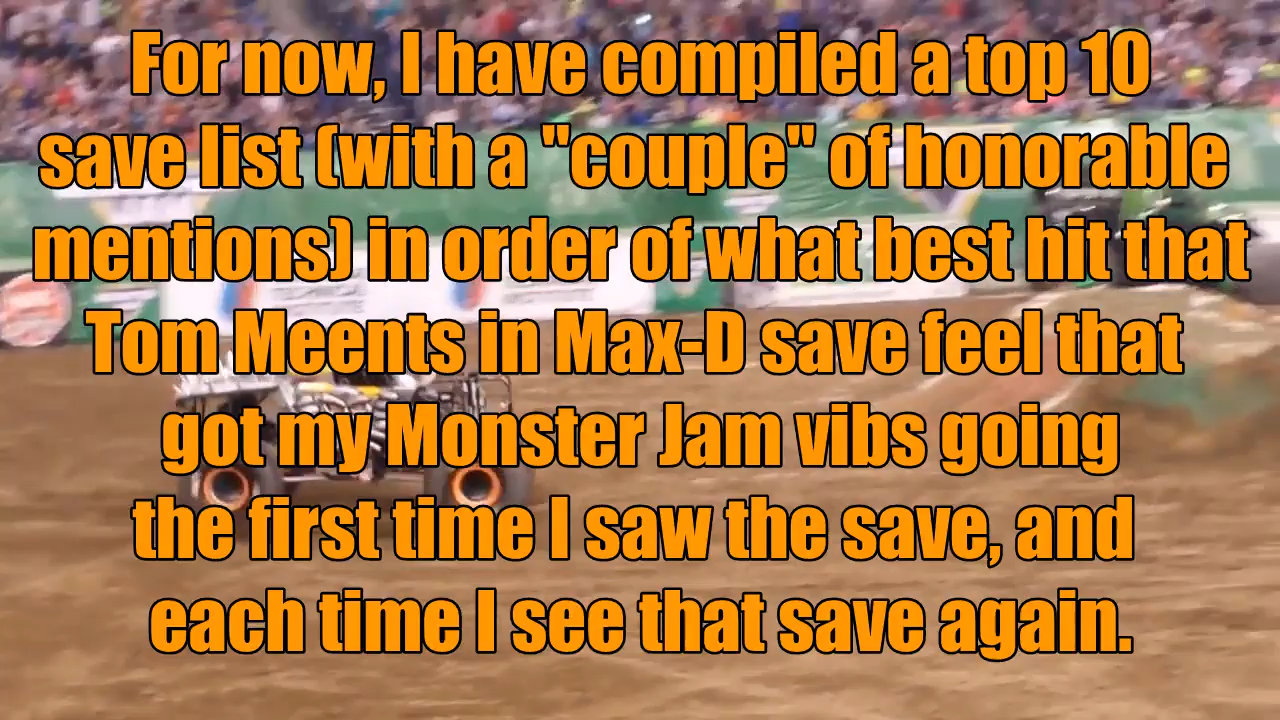 For now, I have compiled a top 10
save list (with a "couple" of honorable
mentions) in order of what best hit that
Tom Meents in Max-D save feel that
got my Monster Jam vibs going
the first time I saw the save, and
each time I see that save again.